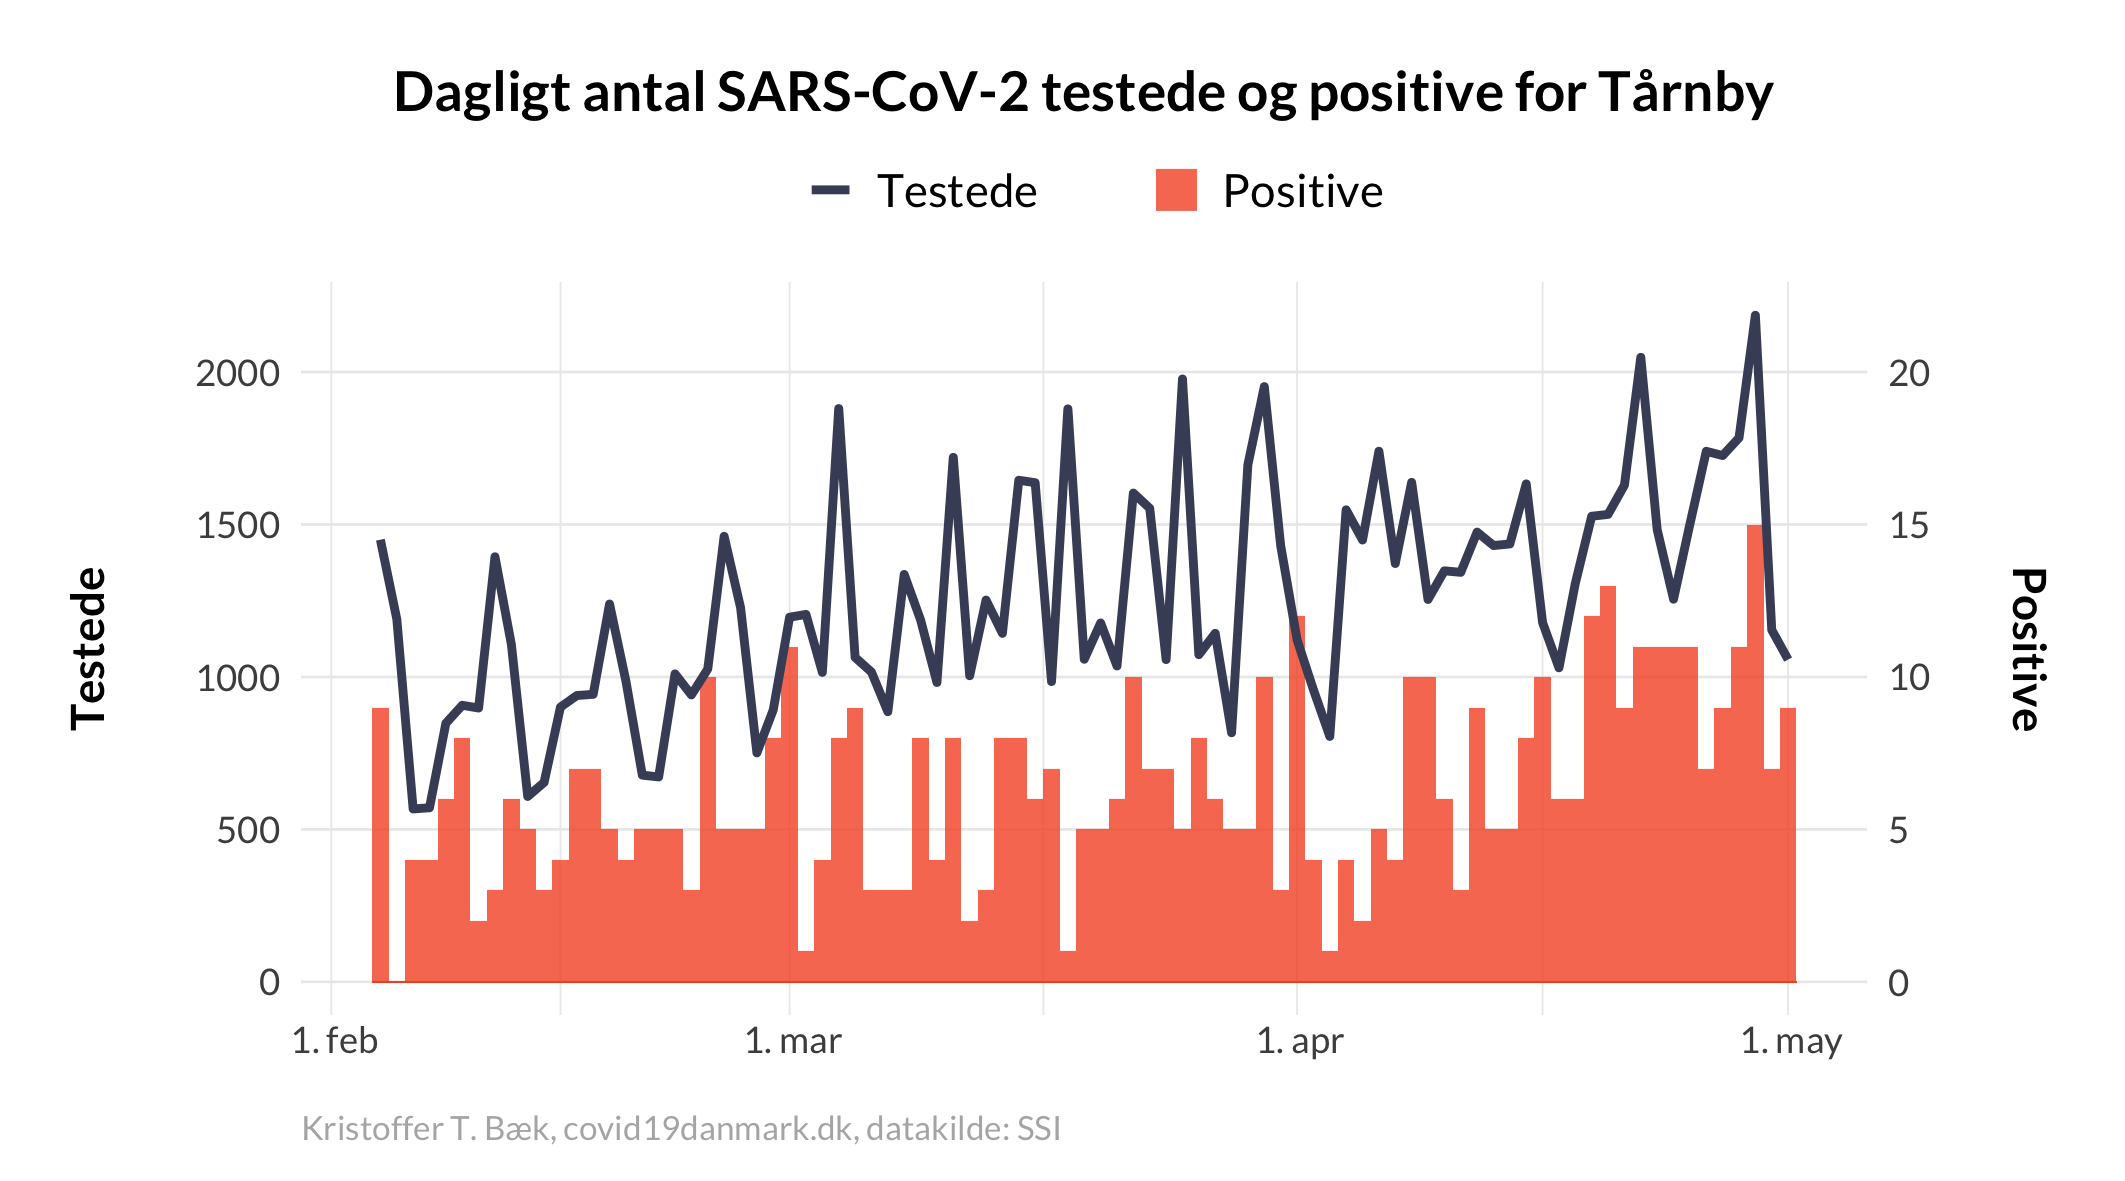 Dagligt antal SARS-CoV-2 testede og positive for Tårnby
Testede
Positive
2000
1500
1000
500
0
20
15
10
5
0
Testede
Positive
1. feb
1. mar
1. apr
1. may
Kristoffer T. Bæk, covid19danmark.dk, datakilde: SSI